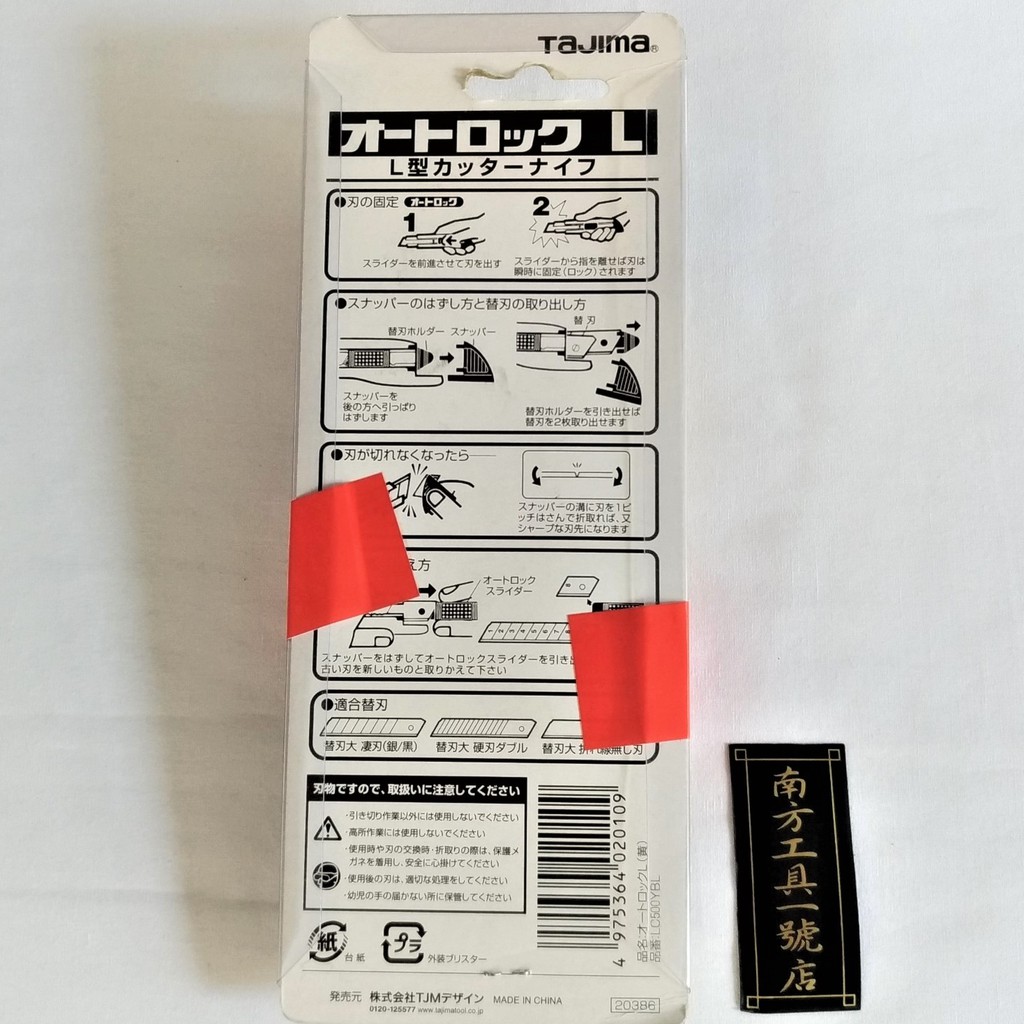 TAJIMA®
オートロック L
L型カッターナイフ
●刃の固定 オートロック
1
2
スライダーを前進させて刃を出す
スライダーから指を離せば刃は
瞬時に固定(ロック)されます
●スナッパーのはずし方と替刃の取り出し方
替刃ホルダー スナッパー
替刃
スナッパーを
後の方へ引っぱり
はずします
替刃ホルダーを引き出せば
替刃を2枚取り出せます
●刃が切れなくなったら
スナッパーの溝に刃を1ピ
ッチはさんで折取れば、又
シャープな刃先になります
え方
オートロック
スライダー
1 2 3 4 5 6 7
スナッパーをはずしてオートロックスライダーを引き出
古い刃を新しいものと取りかえて下さい
●適合替刃
替刃大 凄刃(銀/黒)
替刃大 硬刃ダブル
替刃大 折れ線無し刃
刃物ですので、取扱いに注意してください
・引き切り作業以外には使用しないでください
・高所作業には使用しないでください
・使用時や刃の交換時・折取りの際は、保護メ
ガネを着用し、安全に心掛けてください
・使用後の刃は、適切な処理をしてください
・幼児の手の届かない所に保管してください
紙 台紙
プラ 外装ブリスター
4 975364 020109
品名:オートロックL(黄)
品番:LC500YBL
発売元 株式会社TJMデザイン MADE IN CHINA
0120-125577 www.tajimatool.co.jp
20386
南方工具一號店